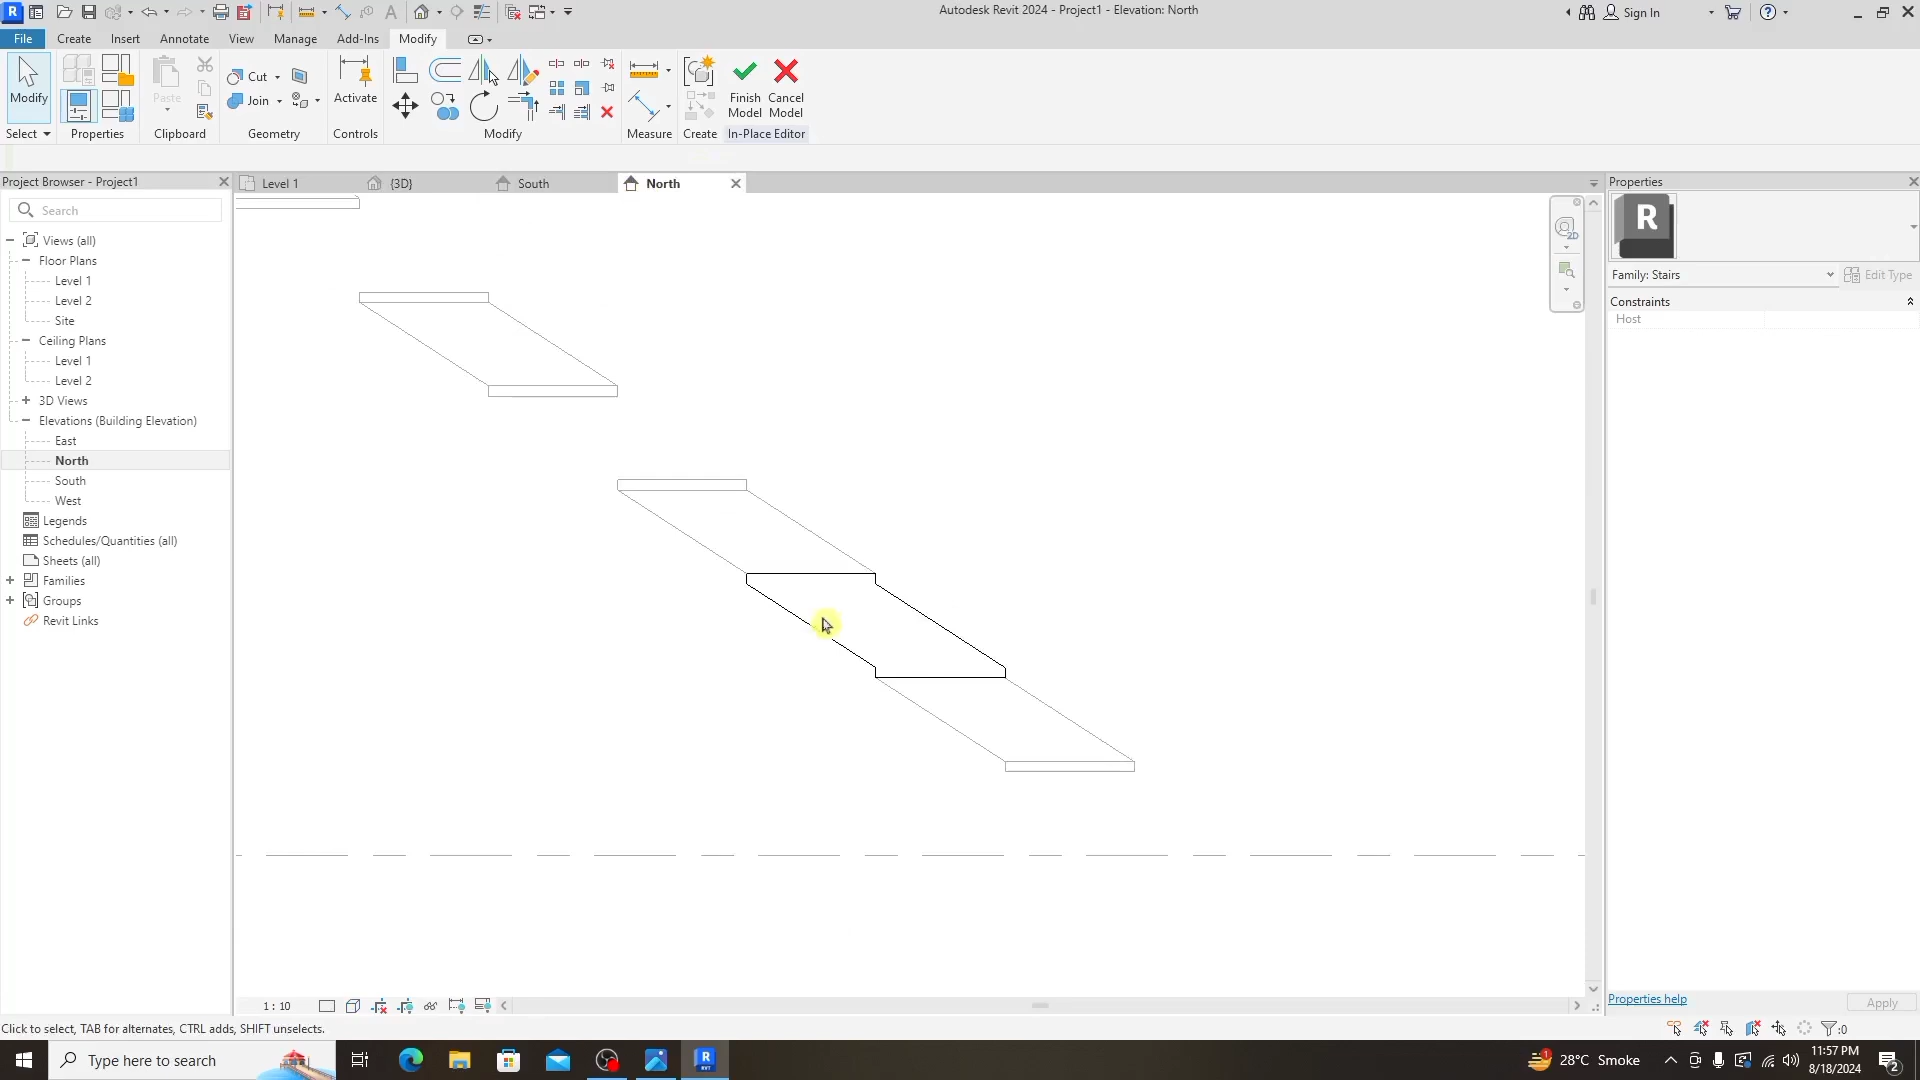 Autodesk Revit 2024 - Project1 - Elevation: North
Sign In
File Create Insert Annotate View Manage Add-Ins Modify
Modify
Paste
Cut
Join
Activate
Finish Model
Cancel Model
Select Properties Clipboard Geometry Controls Modify Measure Create In-Place Editor
Project Browser - Project1
Level 1 {3D} South North
Properties
Search
R
Views (all)
Floor Plans
Level 1
Level 2
Site
Ceiling Plans
Level 1
Level 2
3D Views
Elevations (Building Elevation)
East
North
South
West
Legends
Schedules/Quantities (all)
Sheets (all)
Families
Groups
Revit Links
2D
Family: Stairs
Edit Type
Constraints
Host
1 : 10
Properties help
Apply
Click to select, TAB for alternates, CTRL adds, SHIFT unselects.
:0
Type here to search
R
RVT
1
28°C Smoke
11:57 PM
8/18/2024
2